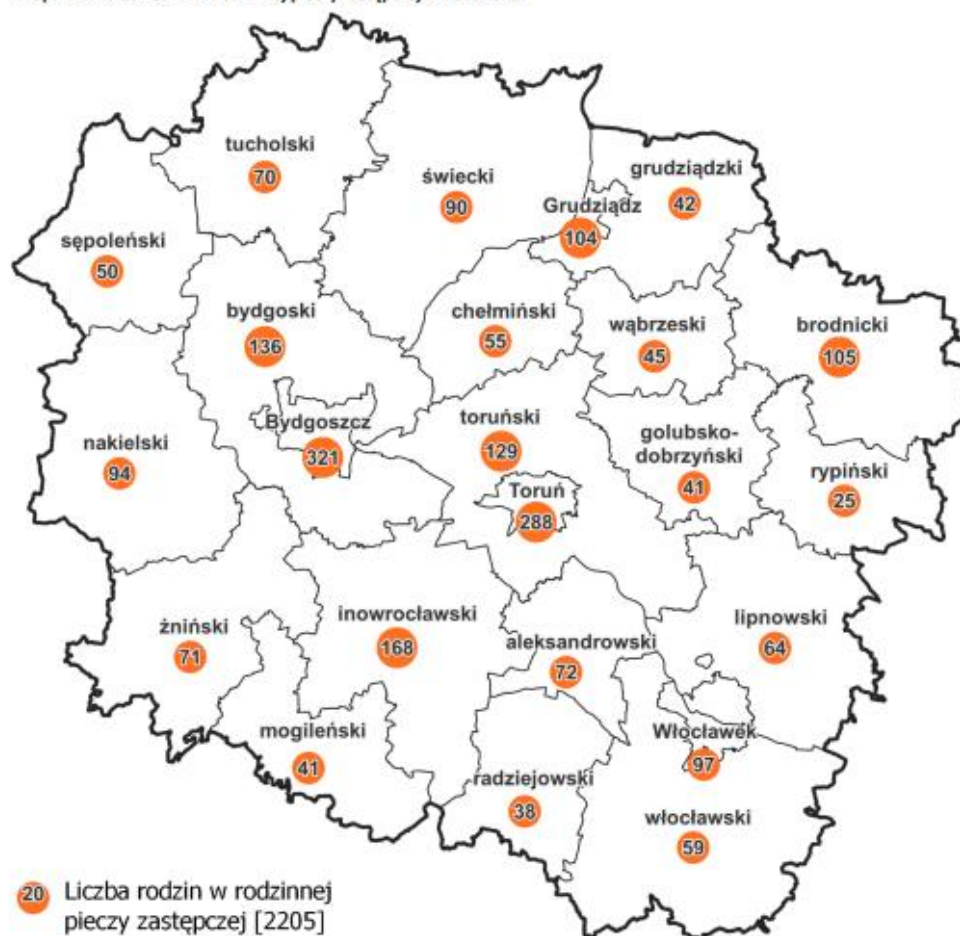 tucholski
70
świecki
90
grudziądzki
42
Grudziądz
104
sępoleński
50
bydgoski
136
chełmiński
55
wąbrzeski
45
brodnicki
105
nakielski
94
Bydgoszcz
321
toruński
129
Toruń
288
golubsko-
dobrzyński
41
rypiński
25
żniński
71
inowrocławski
168
aleksandrowski
72
lipnowski
64
mogileński
41
radziejowski
38
Włocławek
97
włocławski
59
20 Liczba rodzin w rodzinnej
pieczy zastępczej [2205]